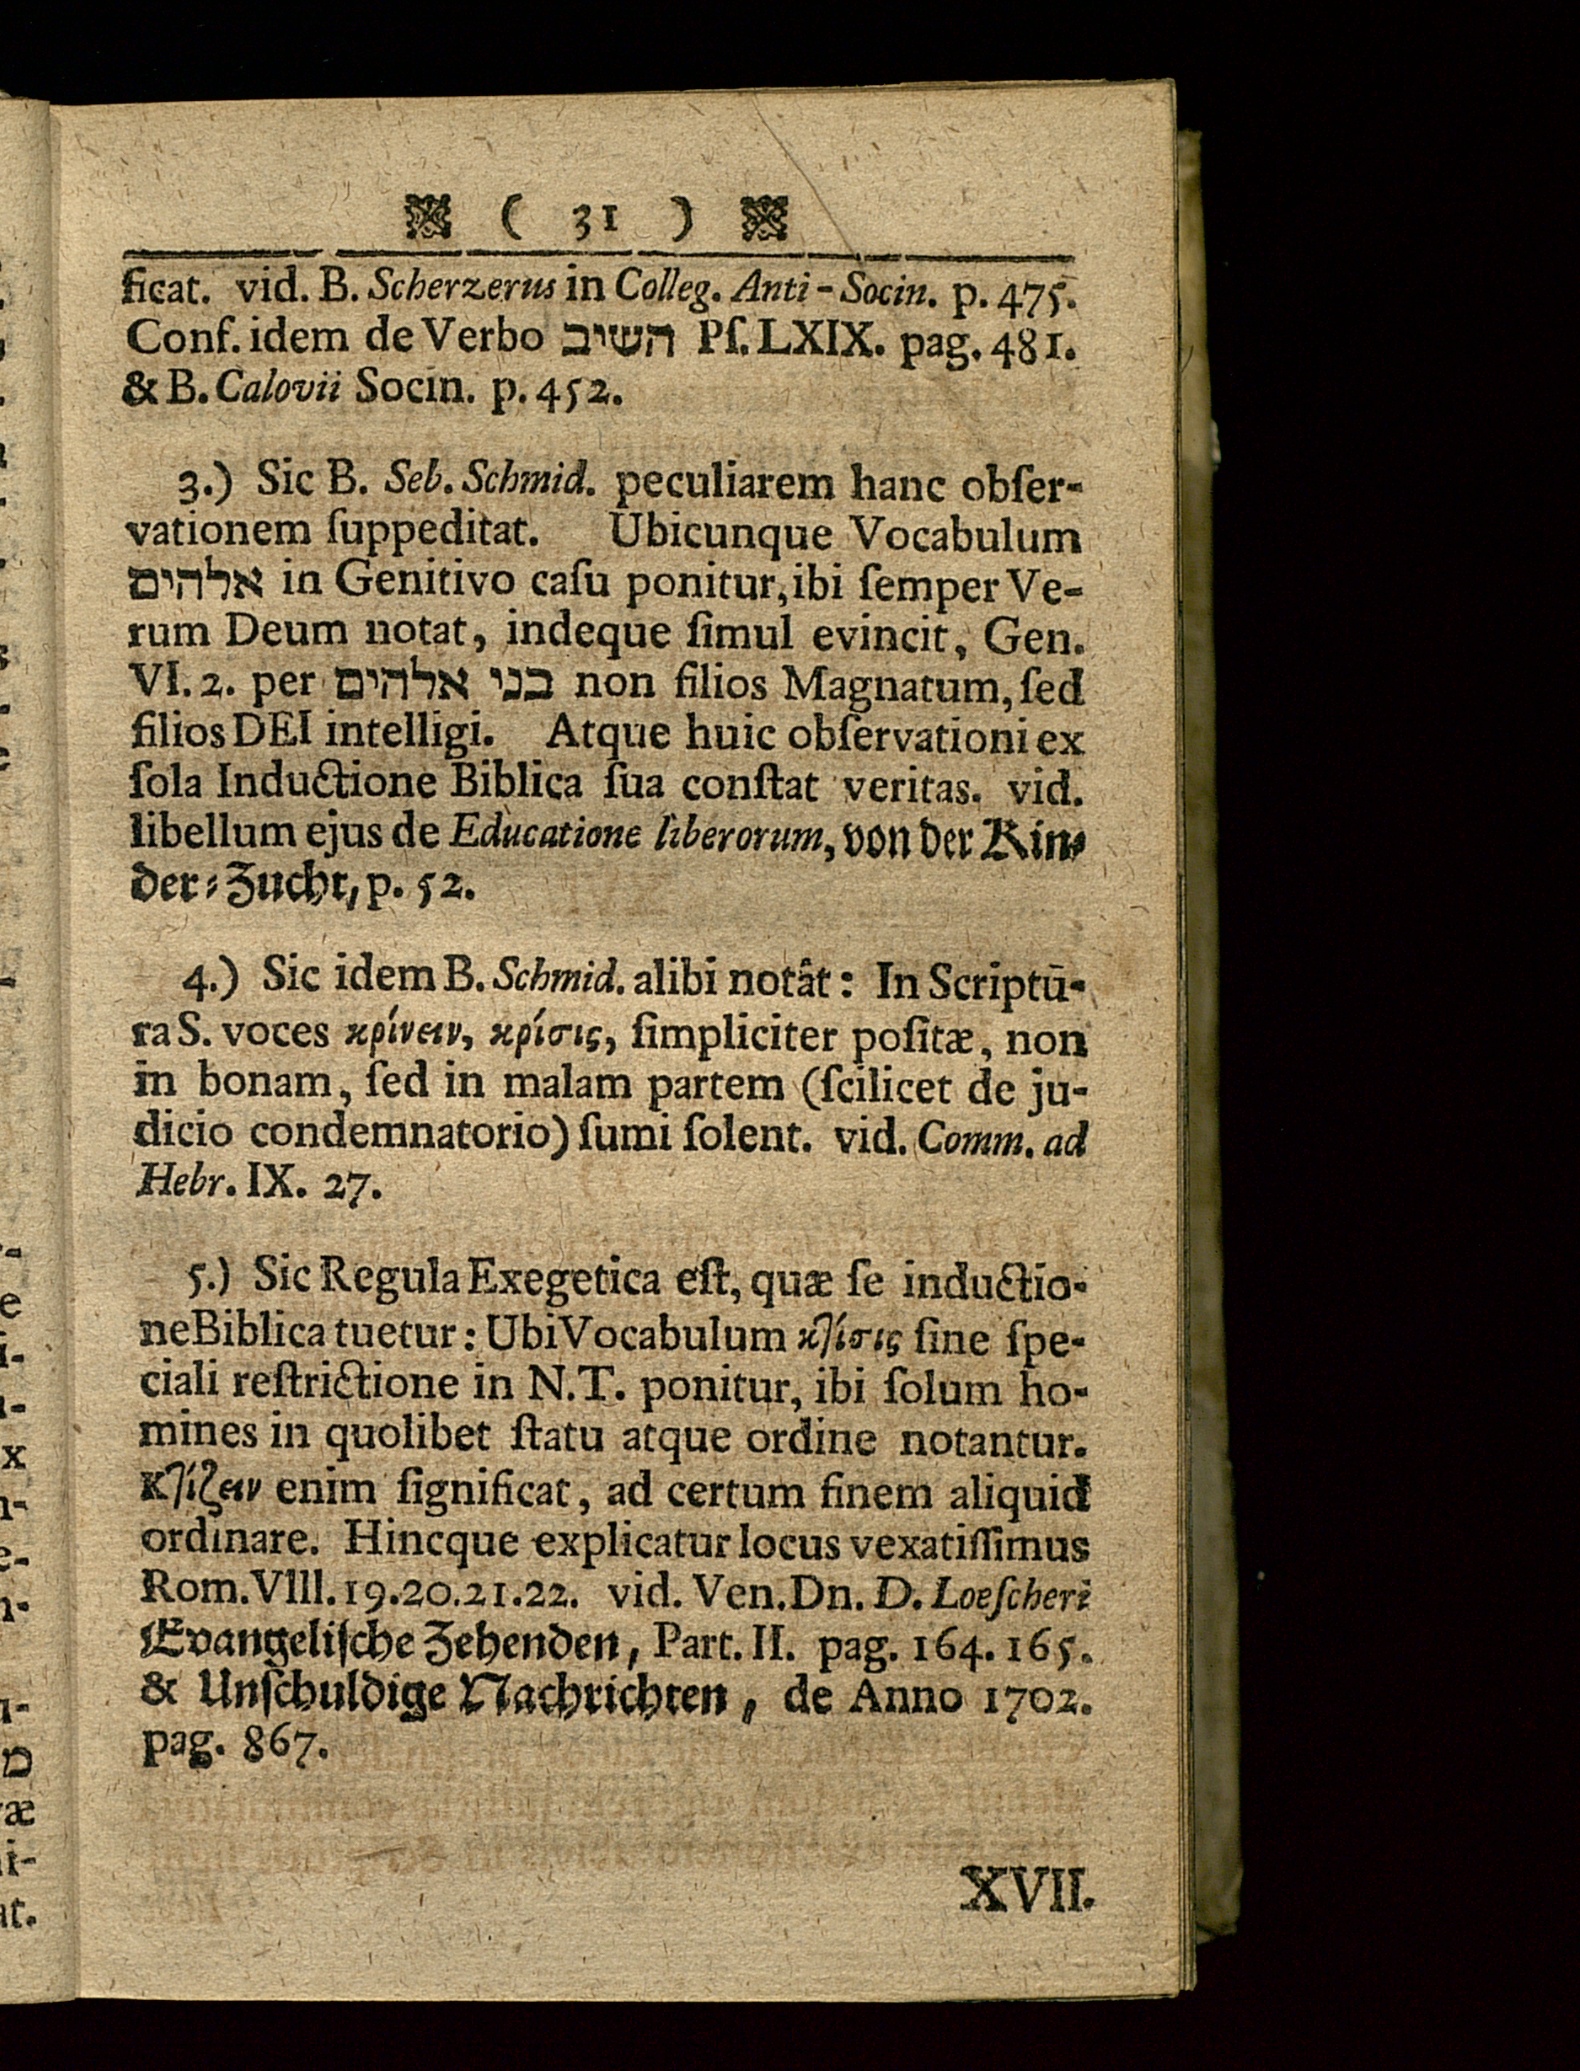 ( 31 )
ficat. vid. B. Scherzerus in Colleg. Anti-Socin. p. 475.
Conf. idem de Verbo השיב Pſ. LXIX. pag. 481.
& B. Calovii Socin. p. 452.
3.) Sic B. Seb. Schmid. peculiarem hanc obſer-
vationem ſuppeditat. Ubicunque Vocabulum
אלהים in Genitivo caſu ponitur, ibi ſemper Ve-
rum Deum notat, indeque ſimul evincit, Gen.
VI. 2. per בני אלהים non filios Magnatum, ſed
filios DEI intelligi. Atque huic obſervationi ex
ſola Inductione Biblica ſua conſtat veritas. vid.
libellum ejus de Educatione liberorum, von der Kin-
der-Zucht, p. 52.
4.) Sic idem B. Schmid. alibi notât: In Scriptū-
ra S. voces κρίνειν, κρίσις, ſimpliciter poſitæ, non
in bonam, ſed in malam partem (ſcilicet de ju-
dicio condemnatorio) ſumi ſolent. vid. Comm. ad
Hebr. IX. 27.
5.) Sic Regula Exegetica eſt, quæ ſe inductio-
ne Biblica tuetur: Ubi Vocabulum κτίσις ſine ſpe-
ciali reſtrictione in N.T. ponitur, ibi ſolum ho-
mines in quolibet ſtatu atque ordine notantur.
Κτίζειν enim ſignificat, ad certum finem aliquid
ordinare. Hincque explicatur locus vexatiſſimus
Rom. VIII. 19.20.21.22. vid. Ven. Dn. D. Loeſcheri
Evangeliſche Zehenden, Part. II. pag. 164. 165.
& Unſchuldige Nachrichten, de Anno 1702.
pag. 867.
XVII.